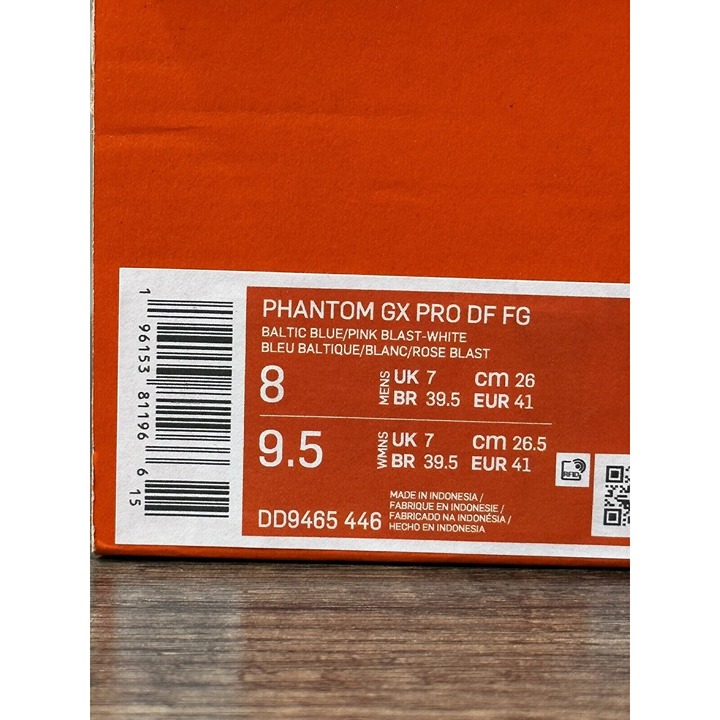 PHANTOM GX PRO DF FG
BALTIC BLUE/PINK BLAST-WHITE
BLEU BALTIQUE/BLANC/ROSE BLAST
8 MENS UK 7 cm 26
BR 39.5 EUR 41
9.5 WMNS UK 7 cm 26.5
BR 39.5 EUR 41
RFID
DD9465 446
MADE IN INDONESIA /
FABRIQUE EN INDONESIE /
FABRICADO NA INDONÉSIA /
HECHO EN INDONESIA
1 96153 81196 6 15